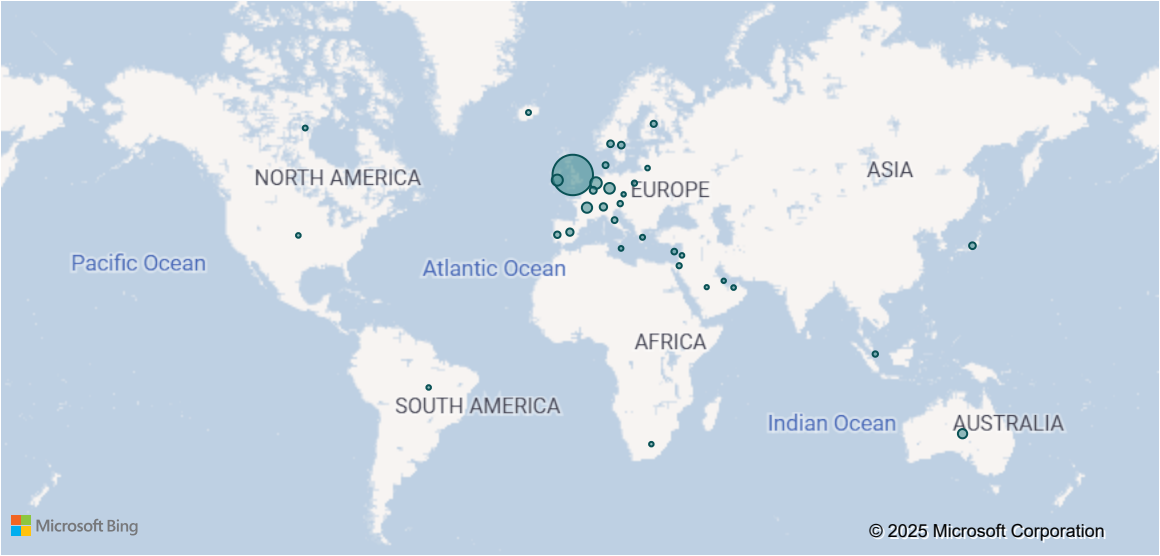 NORTH AMERICA
EUROPE
ASIA
Pacific Ocean
Atlantic Ocean
AFRICA
SOUTH AMERICA
Indian Ocean
AUSTRALIA
Microsoft Bing
© 2025 Microsoft Corporation